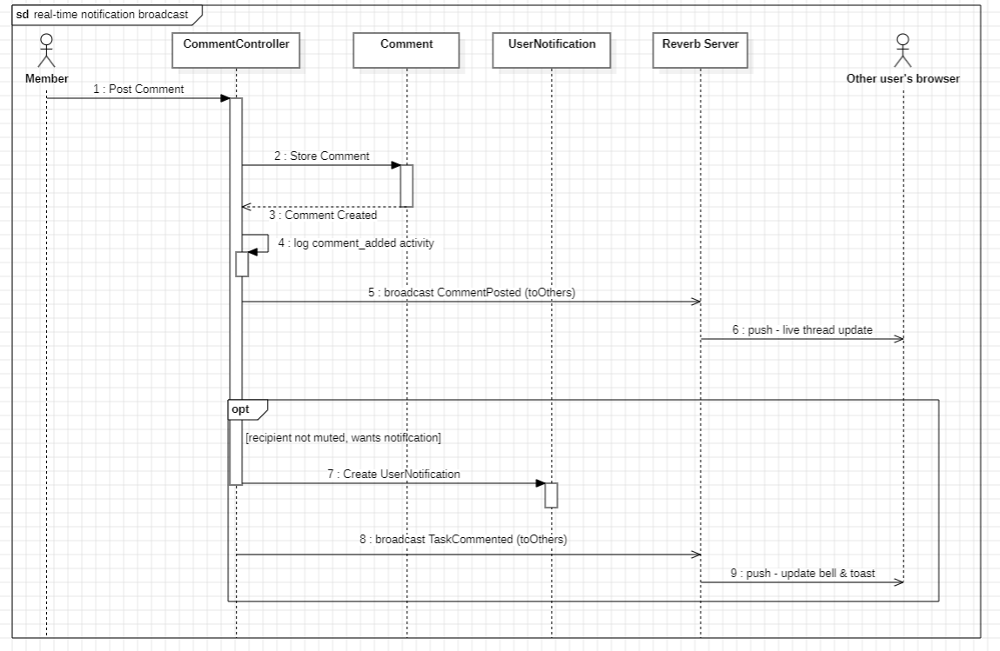 sd real-time notification broadcast
CommentController
Comment
UserNotification
Reverb Server
Member
Other user's browser
1 : Post Comment
2 : Store Comment
3 : Comment Created
4 : log comment_added activity
5 : broadcast CommentPosted (toOthers)
6 : push - live thread update
opt
[recipient not muted, wants notification]
7 : Create UserNotification
8 : broadcast TaskCommented (toOthers)
9 : push - update bell & toast